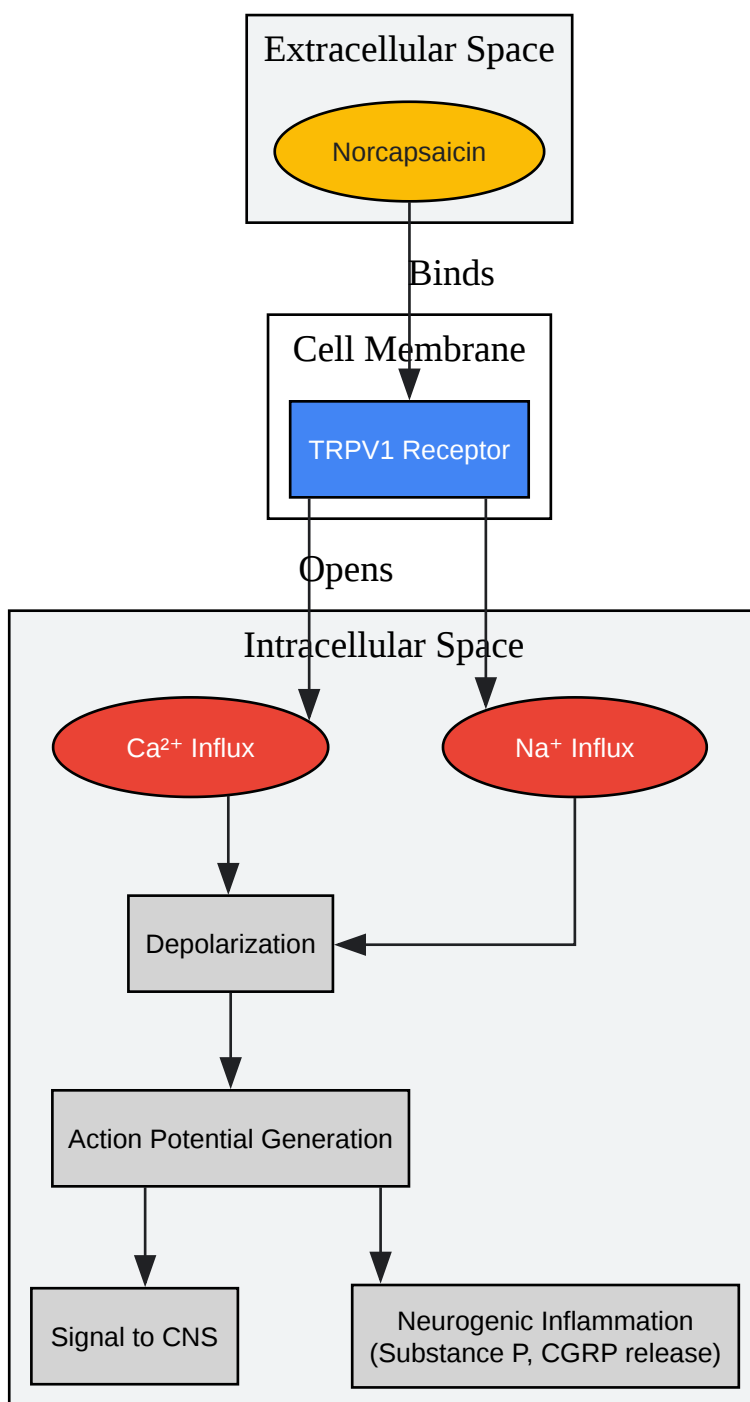 Extracellular Space
Norcapsaicin
Binds
Cell Membrane
TRPV1 Receptor
Opens
Intracellular Space
Ca²⁺ Influx
Na⁺ Influx
Depolarization
Action Potential Generation
Signal to CNS
Neurogenic Inflammation
(Substance P, CGRP release)